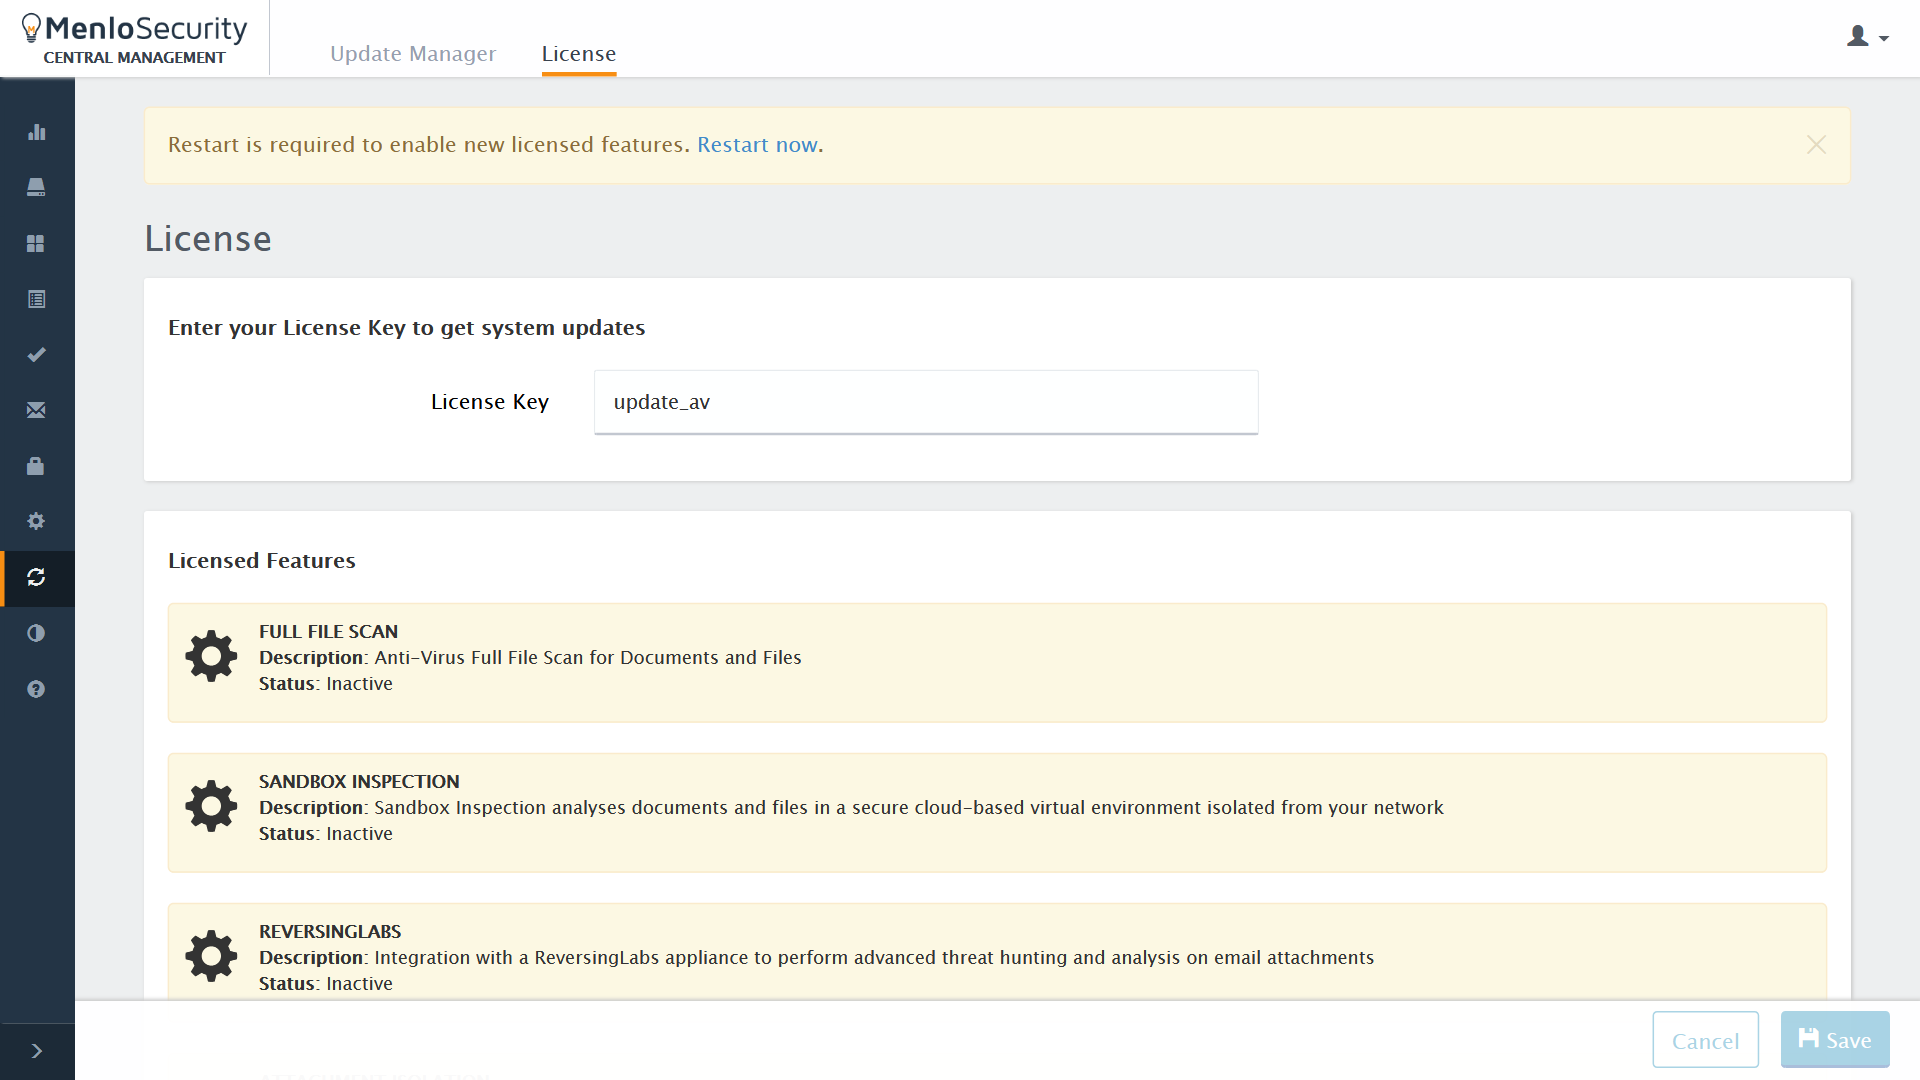 MenloSecurity
CENTRAL MANAGEMENT
Update Manager
License
Restart is required to enable new licensed features. Restart now.
License
Enter your License Key to get system updates
License Key
update_av
Licensed Features
FULL FILE SCAN
Description: Anti-Virus Full File Scan for Documents and Files
Status: Inactive
SANDBOX INSPECTION
Description: Sandbox Inspection analyses documents and files in a secure cloud-based virtual environment isolated from your network
Status: Inactive
REVERSINGLABS
Description: Integration with a ReversingLabs appliance to perform advanced threat hunting and analysis on email attachments
Status: Inactive
Cancel
Save
ATTACHMENT ISOLATION